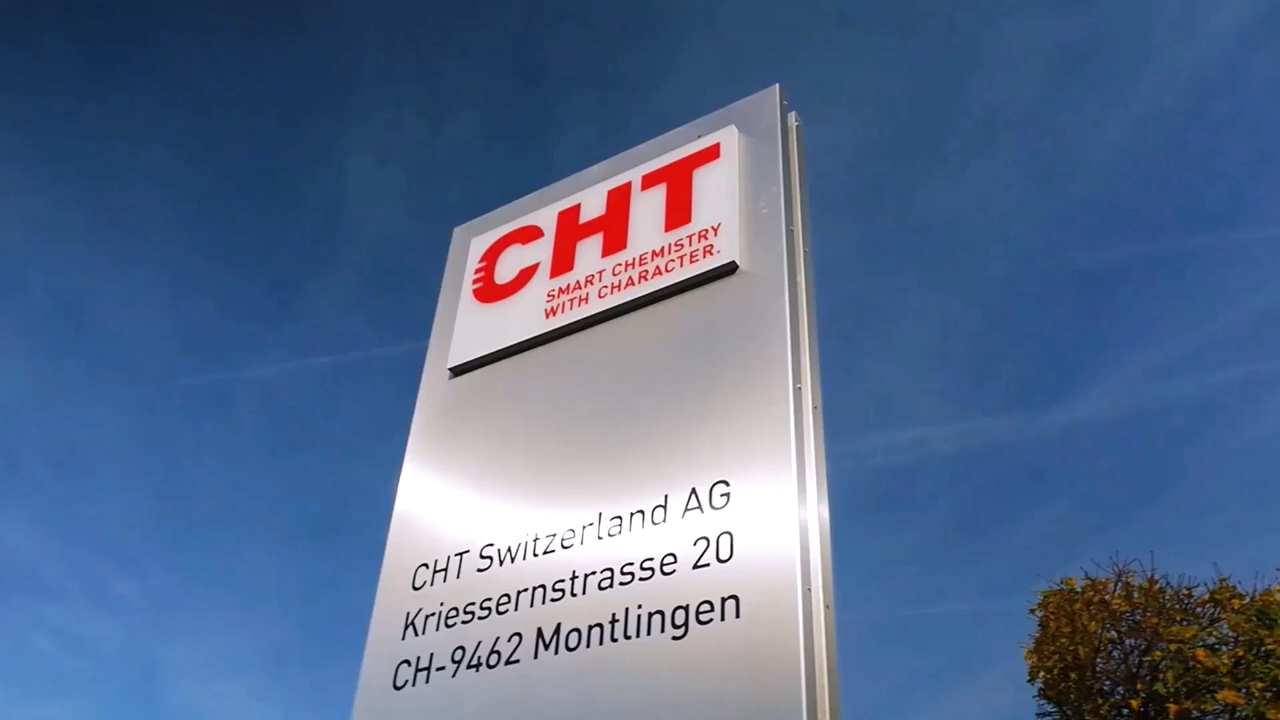 CHT
SMART CHEMISTRY
WITH CHARACTER.
CHT Switzerland AG
Kriessernstrasse 20
CH-9462 Montlingen